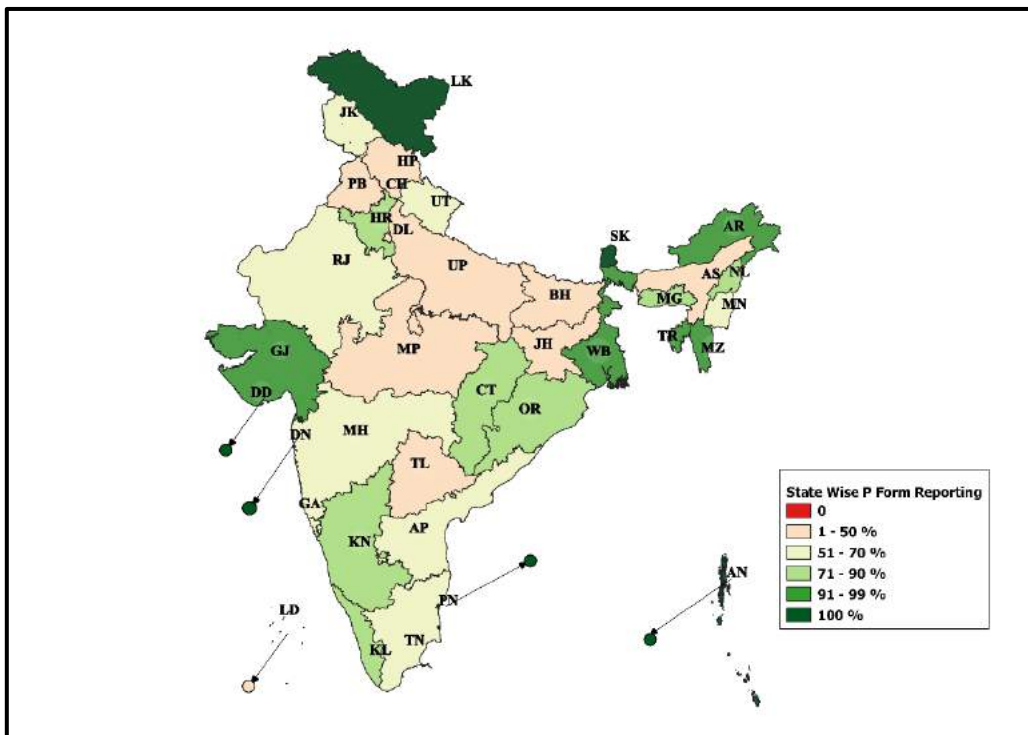 LK
JK
HP
PB
CH
UT
HR
DL
SK
AR
RJ
UP
AS
NL
BH
MG
MN
TR
MZ
GJ
MP
JH
WB
DD
CT
OR
DN
MH
TL
GA
AP
KN
PN
AN
LD
TN
KL
State Wise P Form Reporting
0
1 - 50 %
51 - 70 %
71 - 90 %
91 - 99 %
100 %